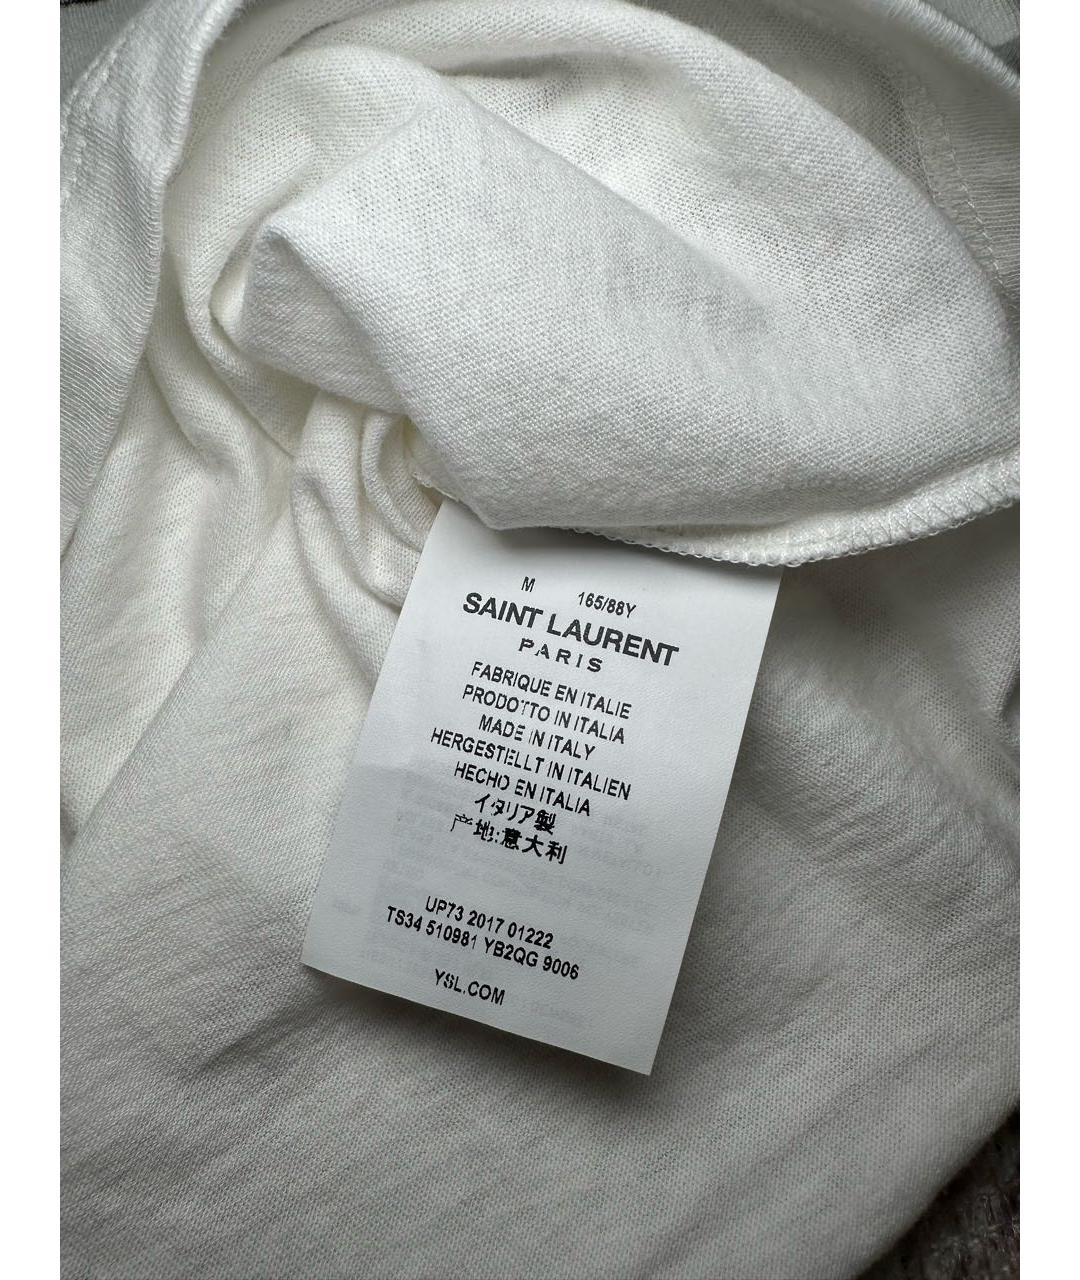 M 165/88Y
SAINT LAURENT
PARIS
FABRIQUE EN ITALIE
PRODOTTO IN ITALIA
MADE IN ITALY
HERGESTELLT IN ITALIEN
HECHO EN ITALIA
イタリア製
产地:意大利
UP73 2017 01222
TS34 510981 YB2QG 9006
YSL.COM